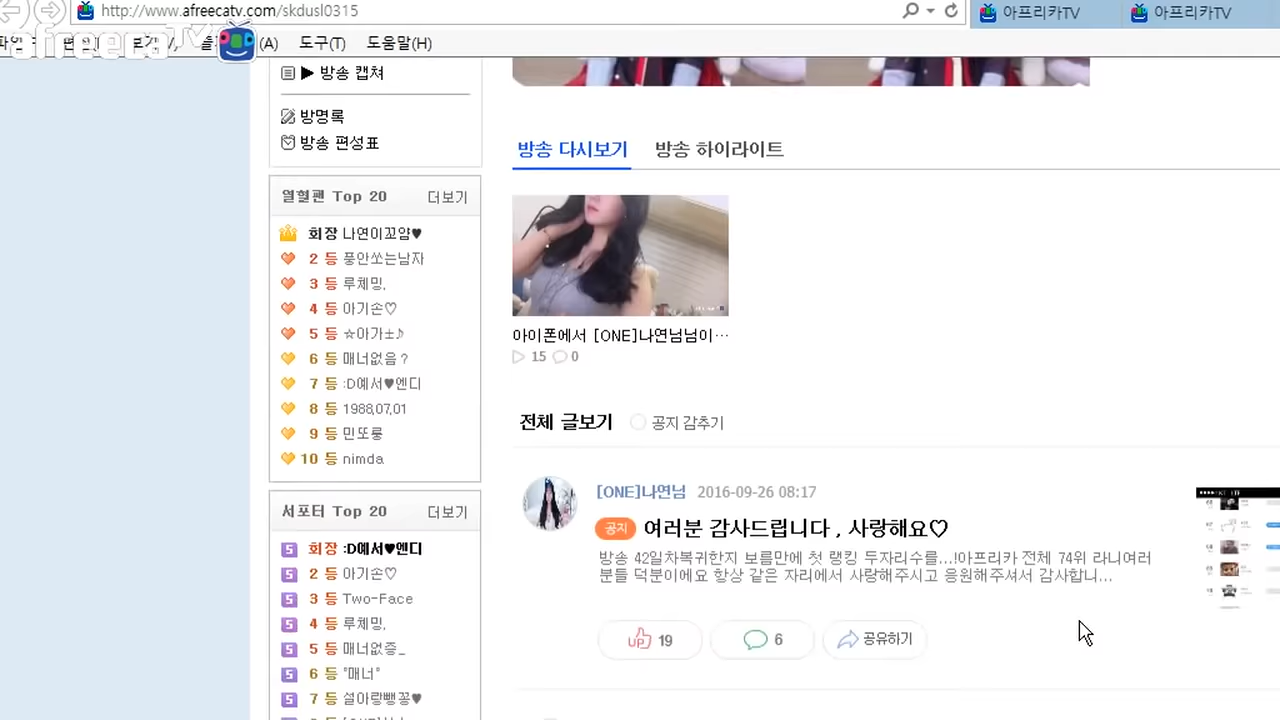 http://www.afreecatv.com/skdusl0315
아프리카TV
아프리카TV
afreecaTV
(A) 도구(T) 도움말(H)
▶ 방송 캡쳐
방명록
방송 편성표
열혈팬 Top 20 더보기
회장 나연이꼬얌♥
2 등 풍안쏘는남자
3 등 루체밍,
4 등 아기손♡
5 등 ☆아가±♪
6 등 매너없음 ?
7 등 :D예서♥엔디
8 등 1988,07,01
9 등 민또룽
10 등 nimda
서포터 Top 20 더보기
회장 :D예서♥엔디
2 등 아기손♡
3 등 Two-Face
4 등 루체밍,
5 등 매너없증_
6 등 "매너"
7 등 설아랑빵꽁♥
방송 다시보기 방송 하이라이트
아이폰에서 [ONE]나연님님이…
15 0
전체 글보기 공지 감추기
[ONE]나연님 2016-09-26 08:17
공지 여러분 감사드립니다 , 사랑해요♡
방송 42일차복귀한지 보름만에 첫 랭킹 두자리수를...!아프리카 전체 74위 라니여러
분들 덕분이에요 항상 같은 자리에서 사랑해주시고 응원해주셔서 감사합니...
UP 19 6 공유하기